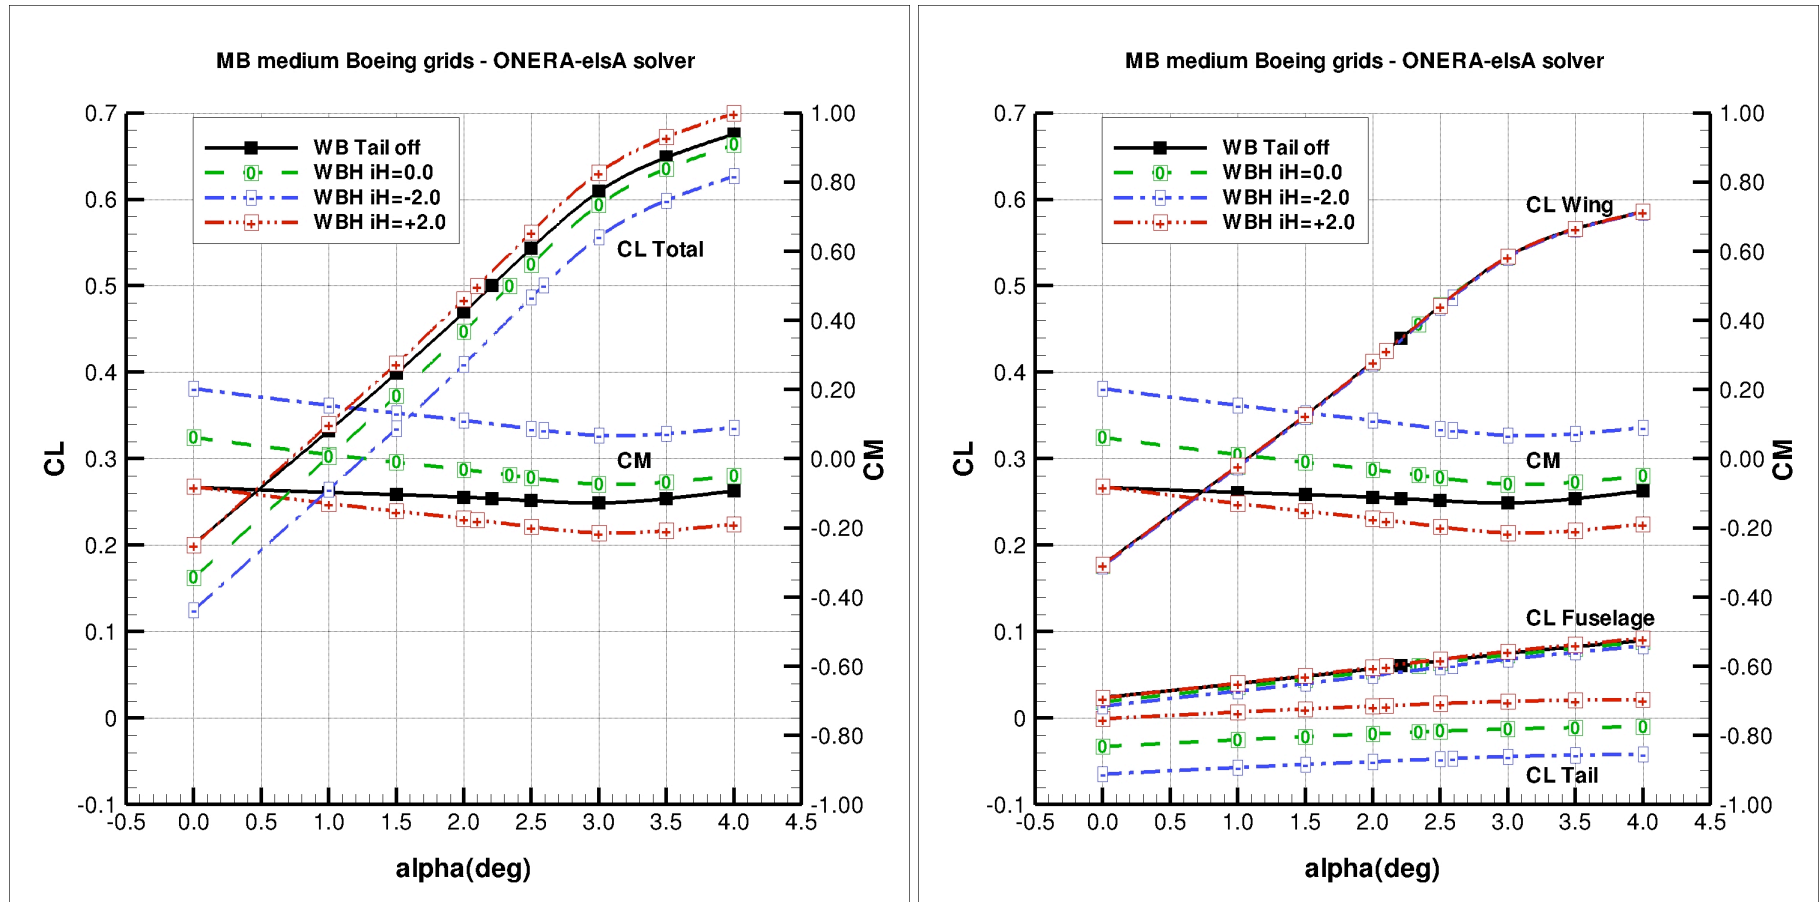 MB medium Boeing grids - ONERA-elsA solver
WB Tail off
WBH iH=0.0
WBH iH=-2.0
WBH iH=+2.0
CL Total
CM
CL
0.7
0.6
0.5
0.4
0.3
0.2
0.1
0
-0.1
CM
1.00
0.80
0.60
0.40
0.20
0.00
-0.20
-0.40
-0.60
-0.80
-1.00
-0.5 0.0 0.5 1.0 1.5 2.0 2.5 3.0 3.5 4.0 4.5
alpha(deg)
MB medium Boeing grids - ONERA-elsA solver
WB Tail off
WBH iH=0.0
WBH iH=-2.0
WBH iH=+2.0
CL Wing
CM
CL Fuselage
CL Tail
CL
0.7
0.6
0.5
0.4
0.3
0.2
0.1
0
-0.1
CM
1.00
0.80
0.60
0.40
0.20
0.00
-0.20
-0.40
-0.60
-0.80
-1.00
-0.5 0.0 0.5 1.0 1.5 2.0 2.5 3.0 3.5 4.0 4.5
alpha(deg)